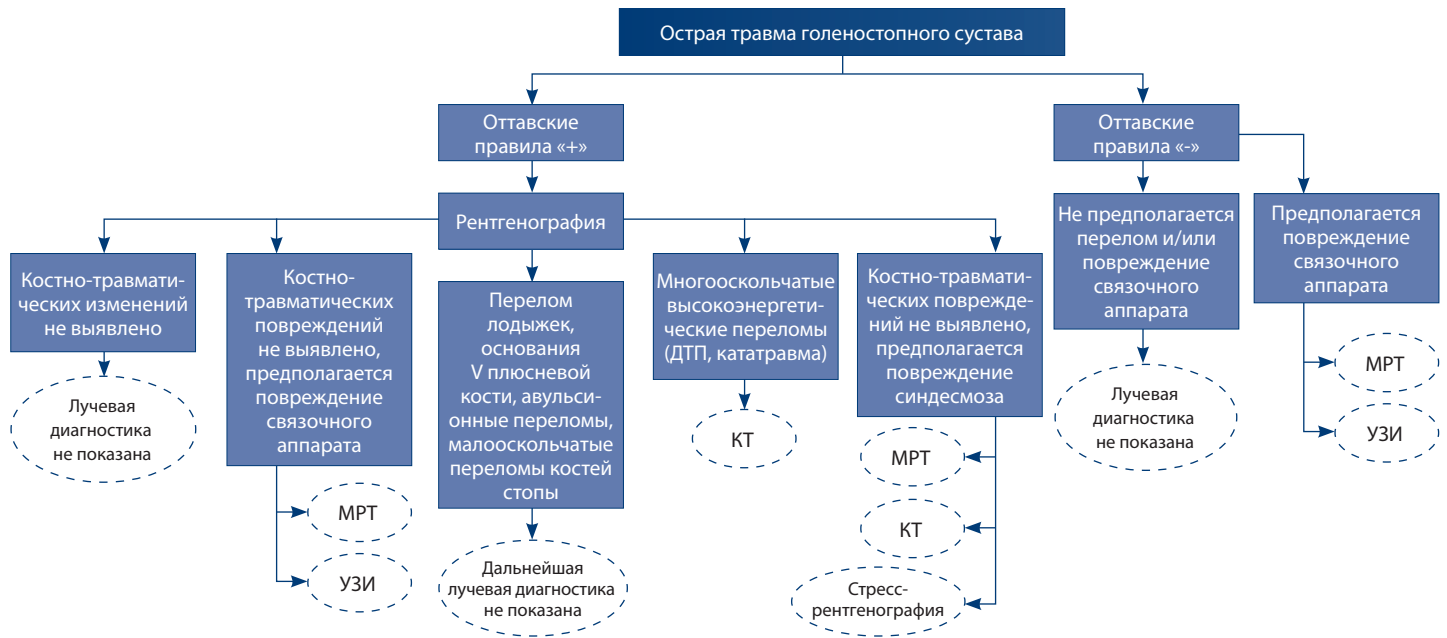 Острая травма голеностопного сустава
Оттавские
правила «+»
Оттавские
правила «-»
Рентгенография
Костно-травмати-
ческих изменений
не выявлено
Лучевая
диагностика
не показана
Костно-
травматических
повреждений
не выявлено,
предполагается
повреждение
связочного
аппарата
МРТ
УЗИ
Перелом
лодыжек,
основания
V плюсневой
кости, авульси-
онные переломы,
малооскольчатые
переломы костей
стопы
Дальнейшая
лучевая диагностика
не показана
Многооскольчатые
высокоэнергети-
ческие переломы
(ДТП, кататравма)
КТ
Костно-травмати-
ческих поврежде-
ний не выявлено,
предполагается
повреждение
синдесмоза
МРТ
КТ
Стресс-
рентгенография
Не предполагается
перелом и/или
повреждение
связочного
аппарата
Лучевая
диагностика
не показана
Предполагается
повреждение
связочного
аппарата
МРТ
УЗИ